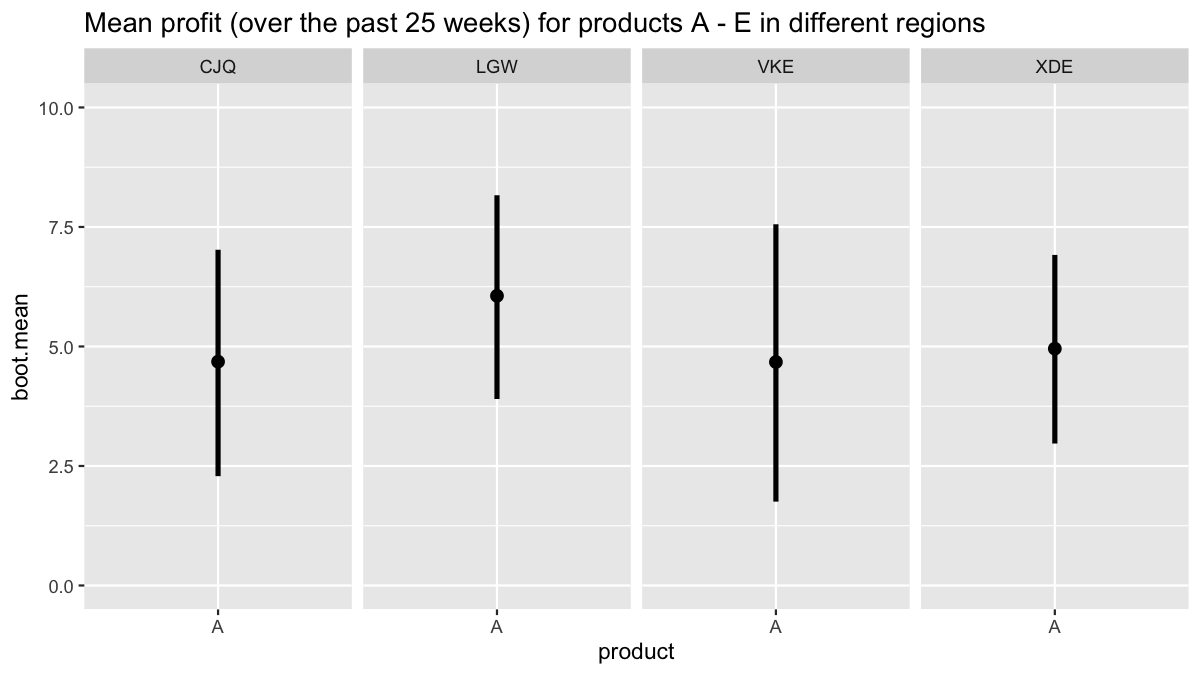 Mean profit (over the past 25 weeks) for products A - E in different regions
CJQ LGW VKE XDE
10.0
7.5
5.0
2.5
0.0
boot.mean
A A A A
product